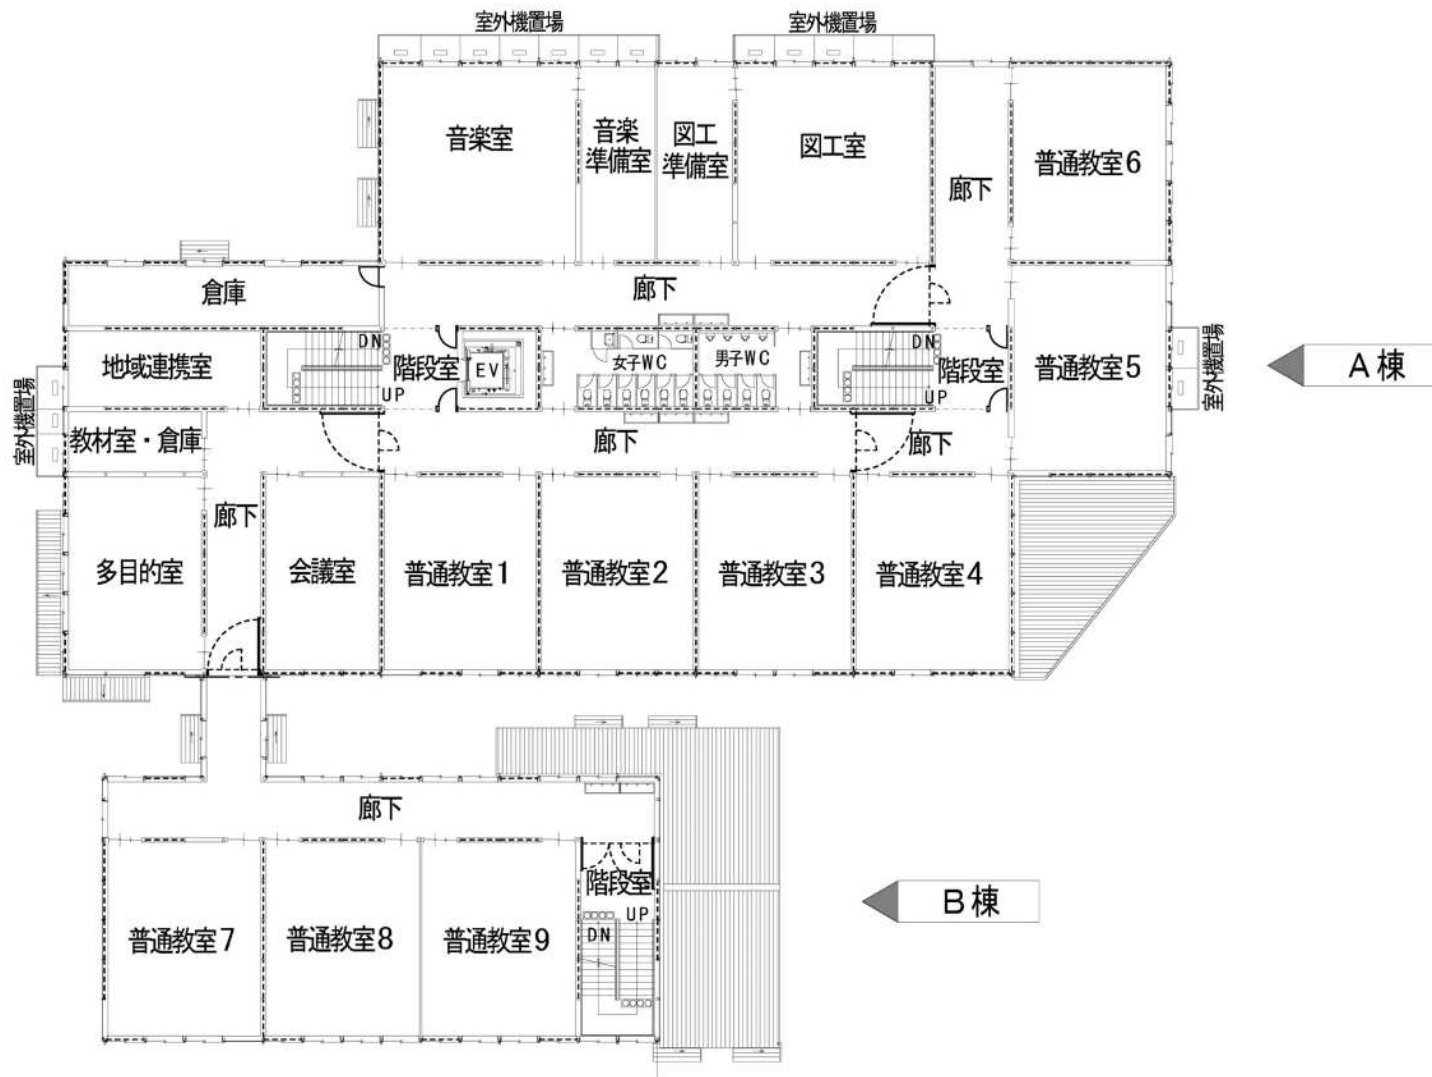 室外機置場
室外機置場
音楽室
音楽
準備室
図工
準備室
図工室
廊下
普通教室6
倉庫
廊下
地域連携室
DN
階段室
UP
EV
女子WC
男子WC
DN
階段室
UP
普通教室5
室外機置場
A棟
室外機置場
教材室・倉庫
廊下
廊下
多目的室
廊下
会議室
普通教室1
普通教室2
普通教室3
普通教室4
廊下
普通教室7
普通教室8
普通教室9
階段室
UP
DN
B棟